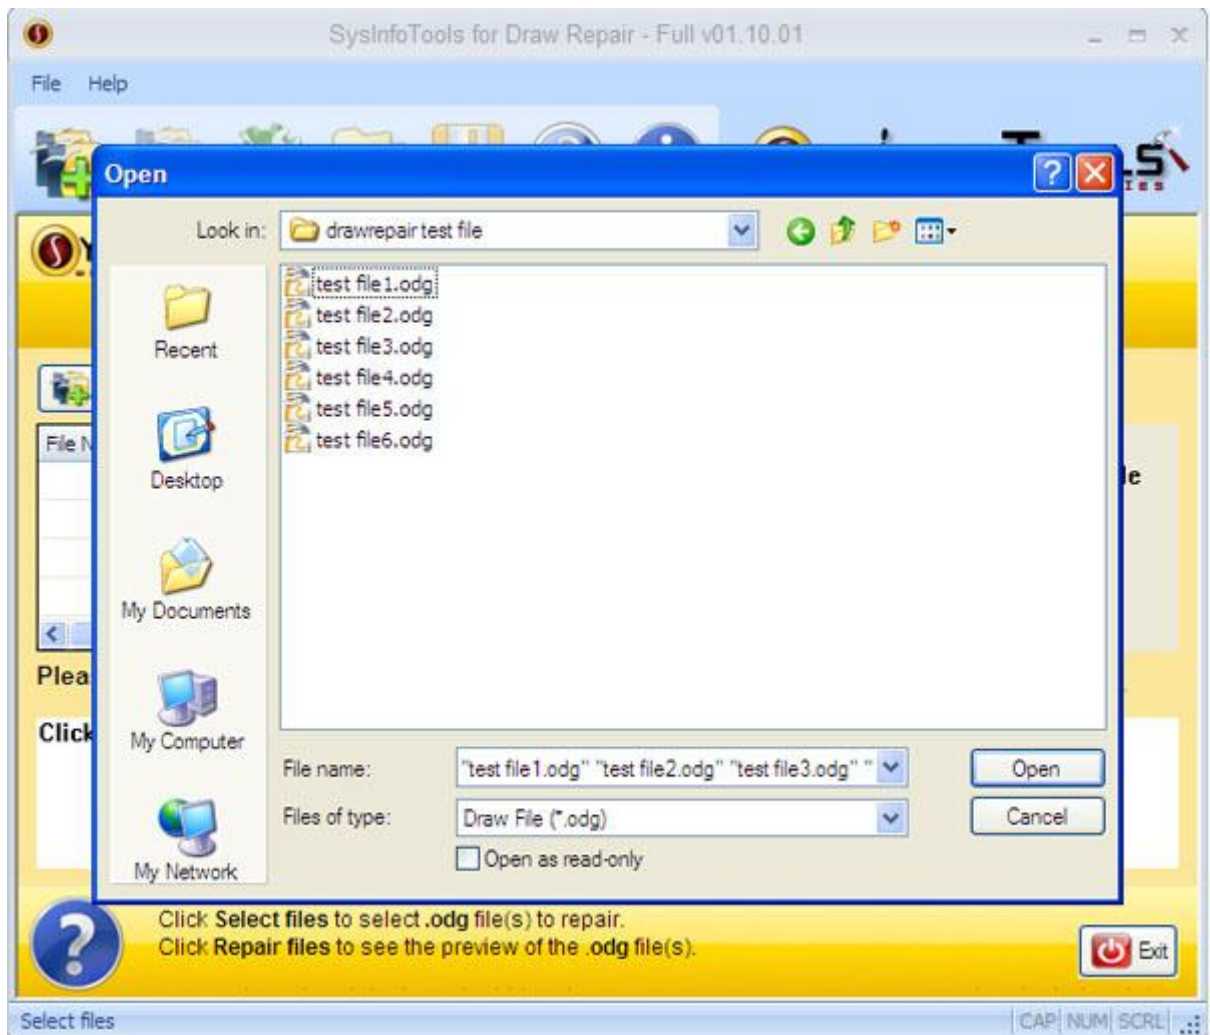 SysInfoTools for Draw Repair - Full v01.10.01
File Help
Open
Look in: drawrepair test file
test file1.odg
test file2.odg
test file3.odg
test file4.odg
test file5.odg
test file6.odg
Recent
Desktop
My Documents
My Computer
My Network
File name: "test file1.odg" "test file2.odg" "test file3.odg" "
Open
Files of type: Draw File (*.odg)
Cancel
Open as read-only
File N
Plea
Click
le
Click Select files to select .odg file(s) to repair.
Click Repair files to see the preview of the .odg file(s).
Exit
Select files
CAP NUM SCRL